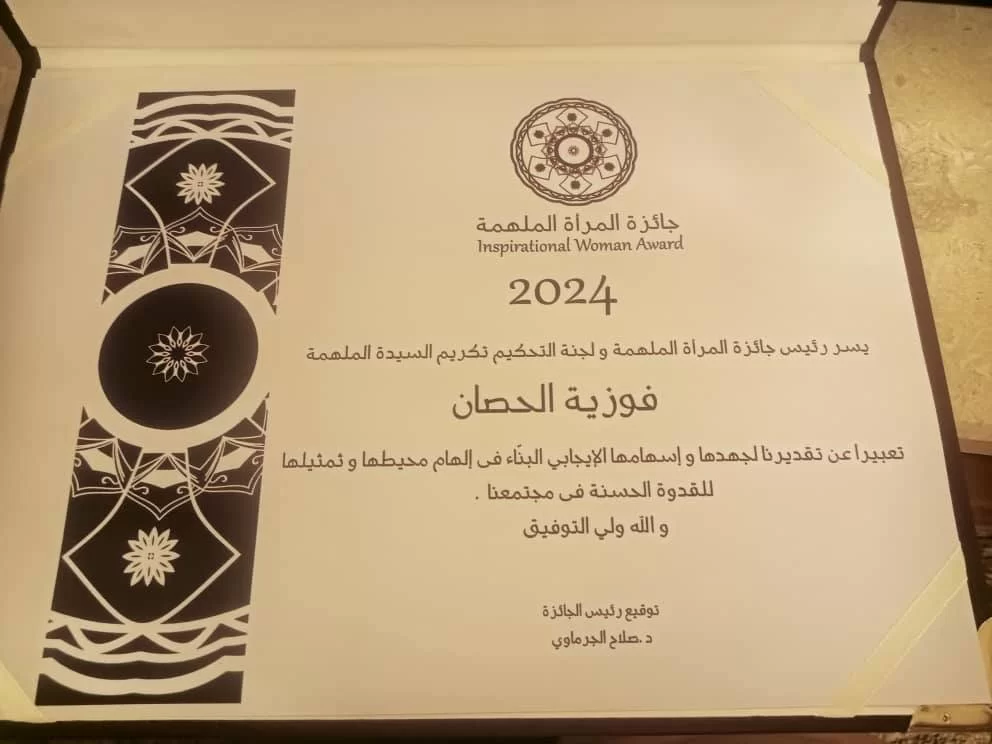 جائزة المرأة الملهمة
Inspirational Woman Award
2024
يسر رئيس جائزة المرأة الملهمة و لجنة التحكيم تكريم السيدة الملهمة
فوزية الحصان
تعبيرا عن تقديرنا لجهدها و إسهامها الإيجابي البنّاء فى إلهام محيطها و تمثيلها
للقدوة الحسنة فى مجتمعنا .
و الله ولي التوفيق
توقيع رئيس الجائزة
د .صلاح الجرماوي